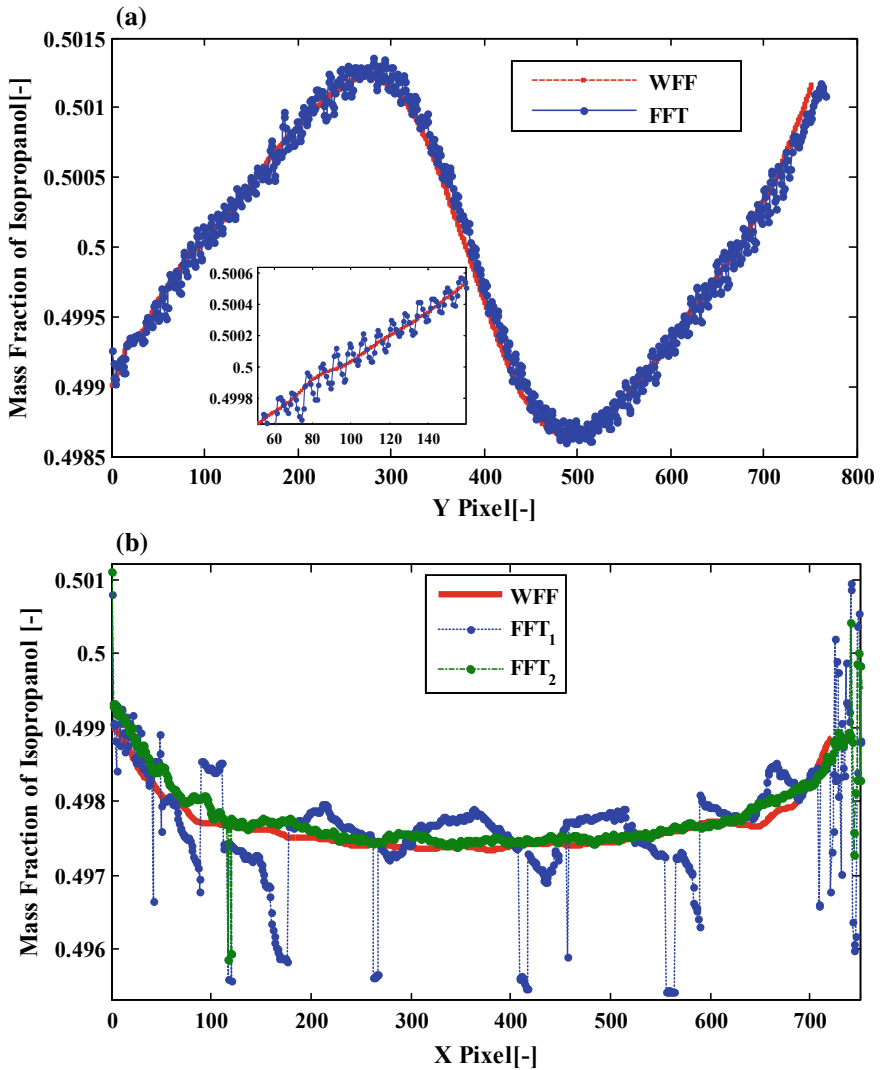 (a)
0.5015
0.501
0.5005
0.5
0.4995
0.499
0.4985
Mass Fraction of Isopropanol[-]
WFF
FFT
0.5006
0.5004
0.5002
0.5
0.4998
60 80 100 120 140
0 100 200 300 400 500 600 700 800
Y Pixel[-]
(b)
0.501
0.5
0.499
0.498
0.497
0.496
Mass Fraction of Isopropanol [-]
WFF
FFT1
FFT2
0 100 200 300 400 500 600 700
X Pixel[-]